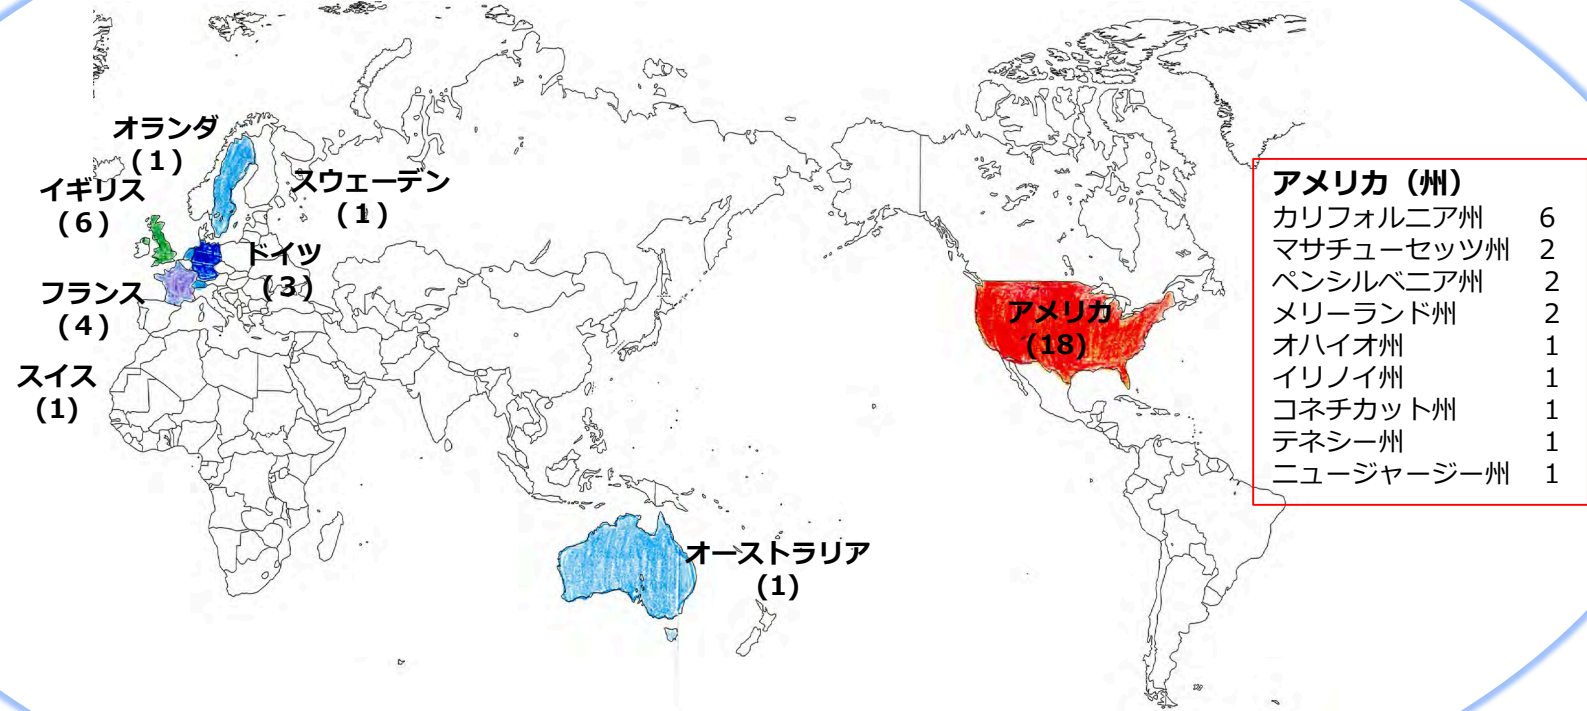 オランダ
(1)
イギリス
(6)
スウェーデン
(1)
ドイツ
(3)
フランス
(4)
スイス
(1)
オーストラリア
(1)
アメリカ
(18)
アメリカ（州）
カリフォルニア州 6
マサチューセッツ州 2
ペンシルベニア州 2
メリーランド州 2
オハイオ州 1
イリノイ州 1
コネチカット州 1
テネシー州 1
ニュージャージー州 1